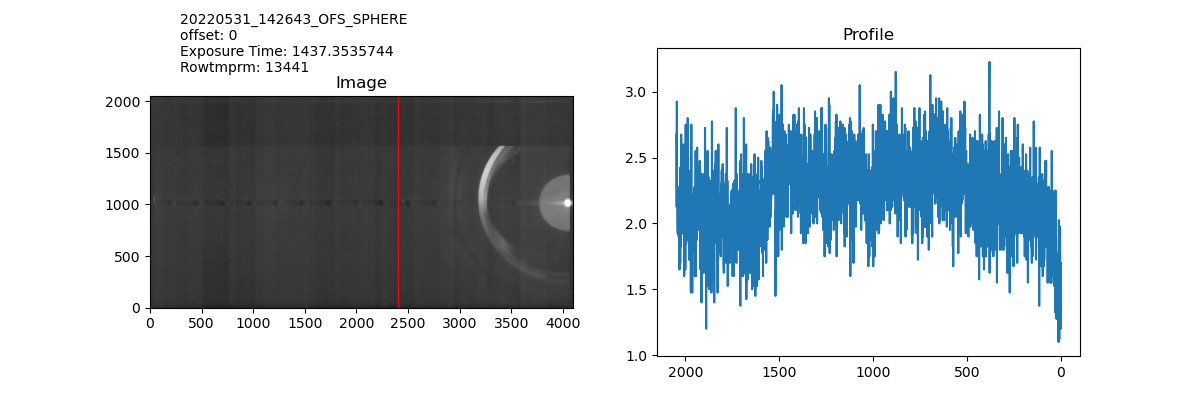 20220531_142643_OFS_SPHERE
offset: 0
Exposure Time: 1437.3535744
Rowtmprm: 13441
Image
2000
1500
1000
500
0
0 500 1000 1500 2000 2500 3000 3500 4000
Profile
3.0
2.5
2.0
1.5
1.0
2000 1500 1000 500 0